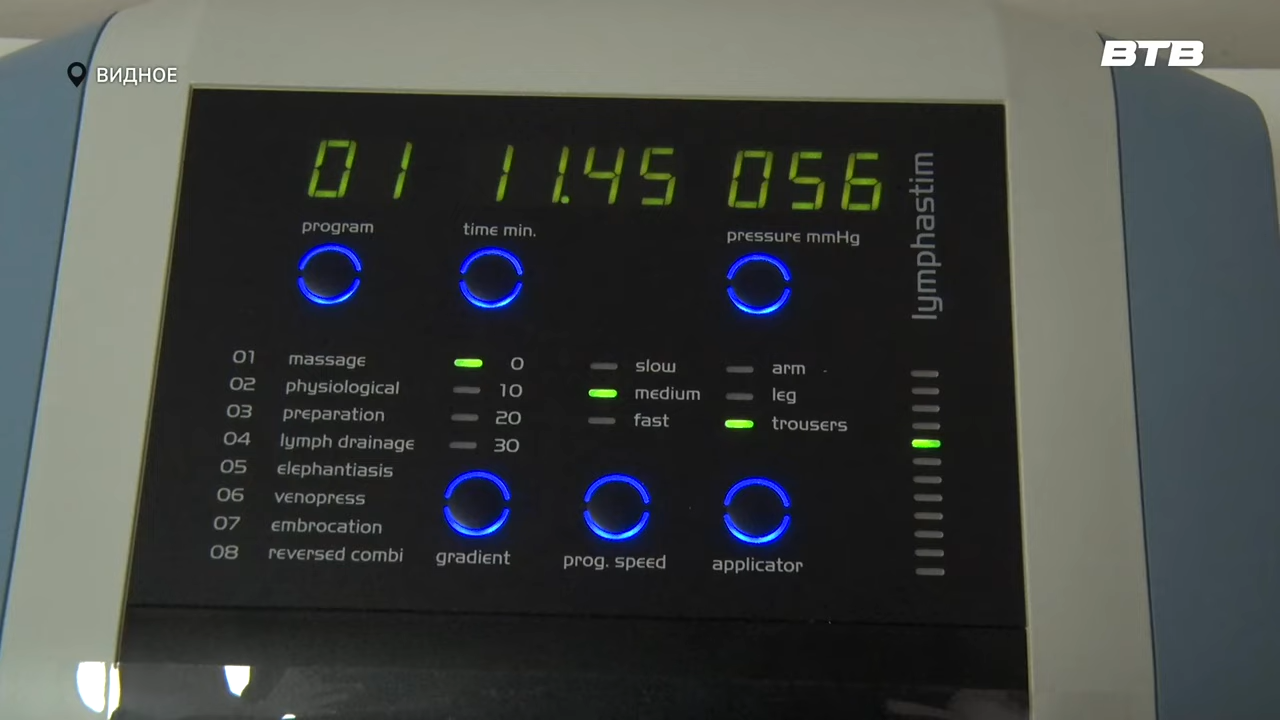 ВИДНОЕ
ВТВ
01 11.45 056
program time min. pressure mmHg
lymphastim
01 massage
02 physiological
03 preparation
04 lymph drainage
05 elephantiasis
06 venopress
07 embrocation
08 reversed combi
0
10
20
30
gradient
slow
medium
fast
prog. speed
arm
leg
trousers
applicator